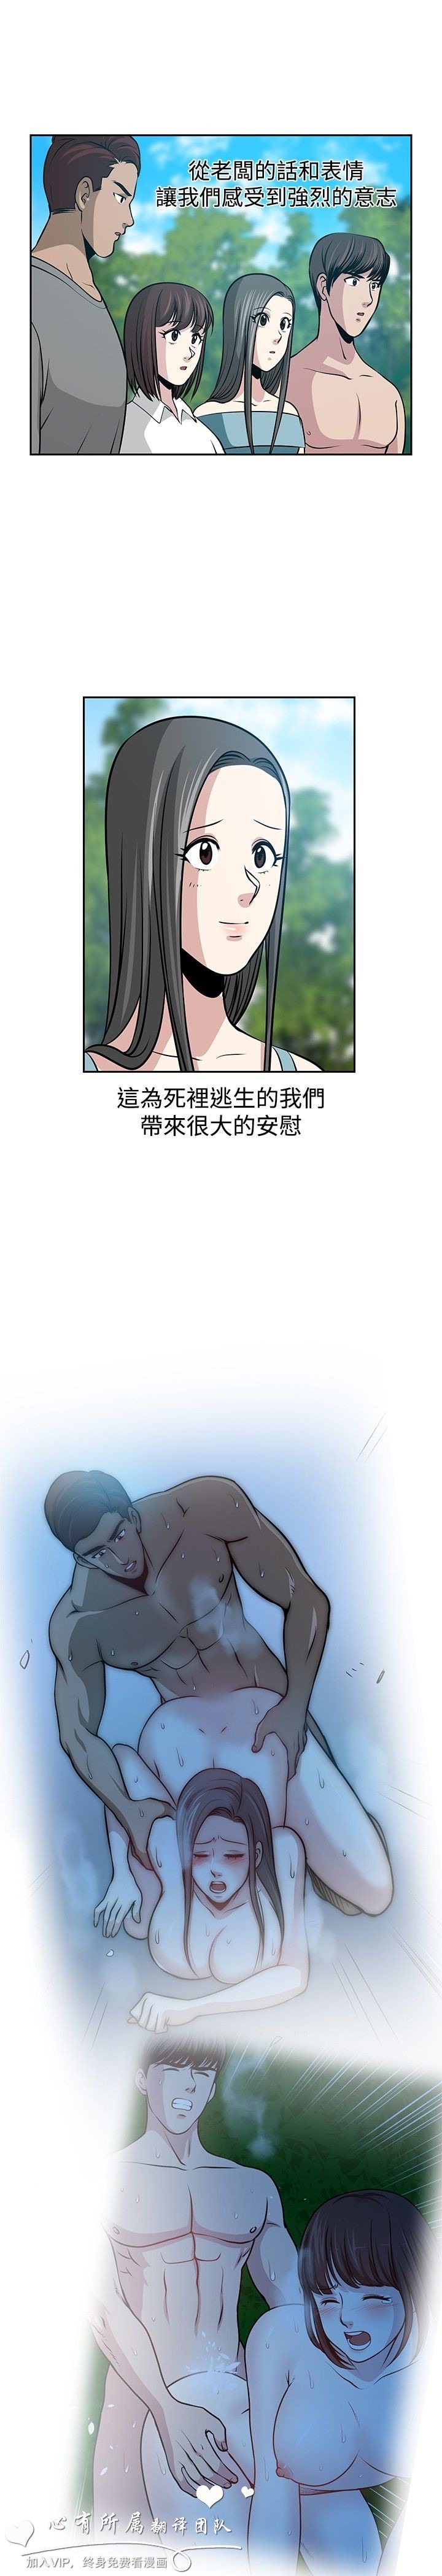 從老闆的話和表情
讓我們感受到強烈的意志
這為死裡逃生的我們
帶來很大的安慰
心有所属翻译团队
加入VIP，终身免费看漫画